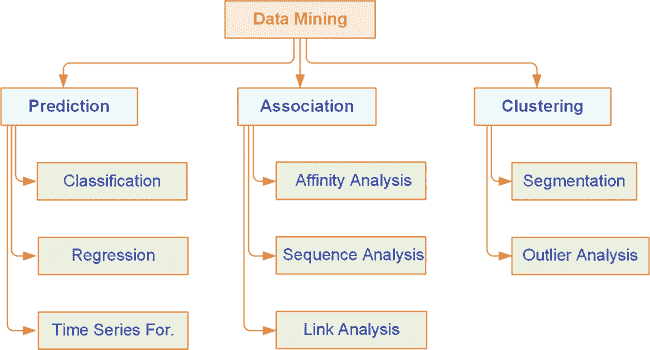 Data Mining
Prediction
Association
Clustering
Classification
Affinity Analysis
Segmentation
Regression
Sequence Analysis
Outlier Analysis
Time Series For.
Link Analysis